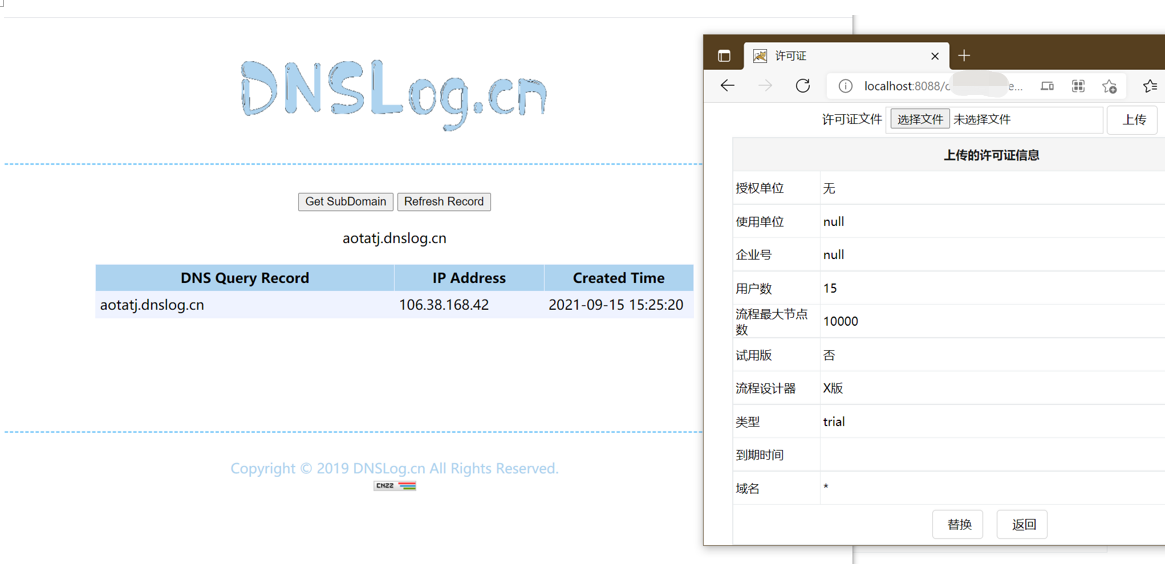 DNSLog.cn
Get SubDomain Refresh Record
aotatj.dnslog.cn
DNS Query Record IP Address Created Time
aotatj.dnslog.cn 106.38.168.42 2021-09-15 15:25:20
Copyright © 2019 DNSLog.cn All Rights Reserved.
CNZZ
许可证
localhost:8088/
许可证文件 选择文件 未选择文件 上传
上传的许可证信息
授权单位 无
使用单位 null
企业号 null
用户数 15
流程最大节点
数 10000
试用版 否
流程设计器 X版
类型 trial
到期时间
域名 *
替换 返回